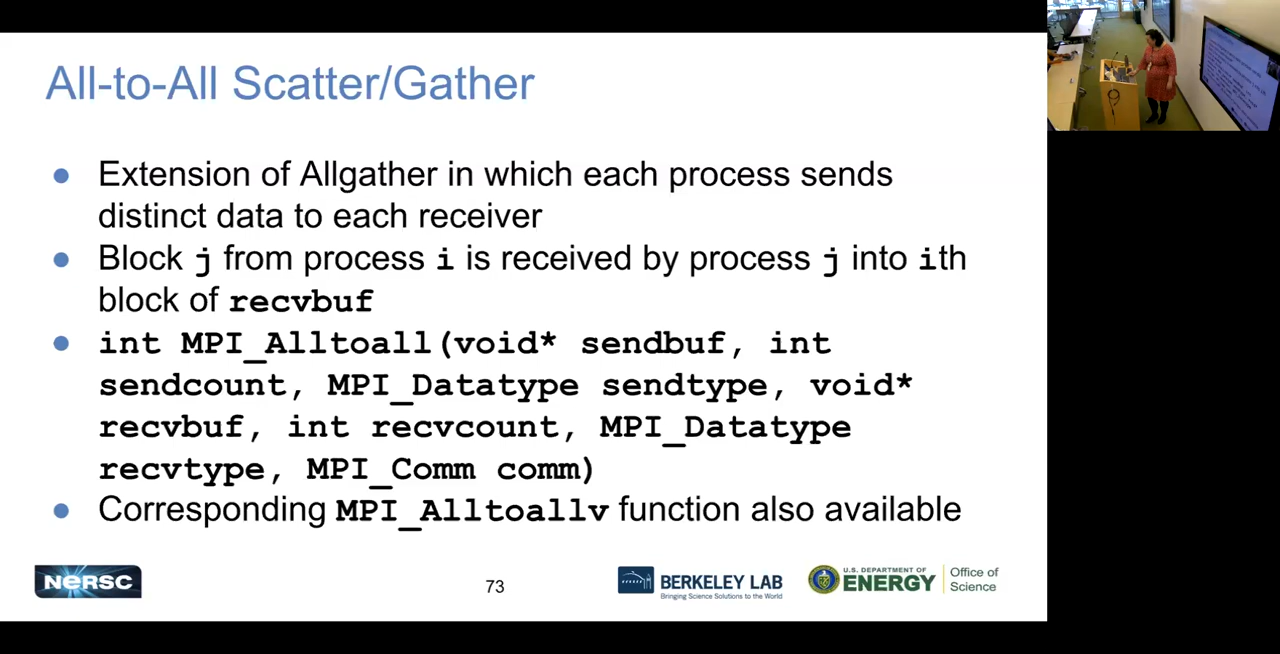 All-to-All Scatter/Gather
● Extension of Allgather in which each process sends
distinct data to each receiver
● Block j from process i is received by process j into ith
block of recvbuf
● int MPI_Alltoall(void* sendbuf, int
sendcount, MPI_Datatype sendtype, void*
recvbuf, int recvcount, MPI_Datatype
recvtype, MPI_Comm comm)
● Corresponding MPI_Alltoallv function also available
NERSC
73
BERKELEY LAB
Bringing Science Solutions to the World
U.S. DEPARTMENT OF
ENERGY
Office of
Science